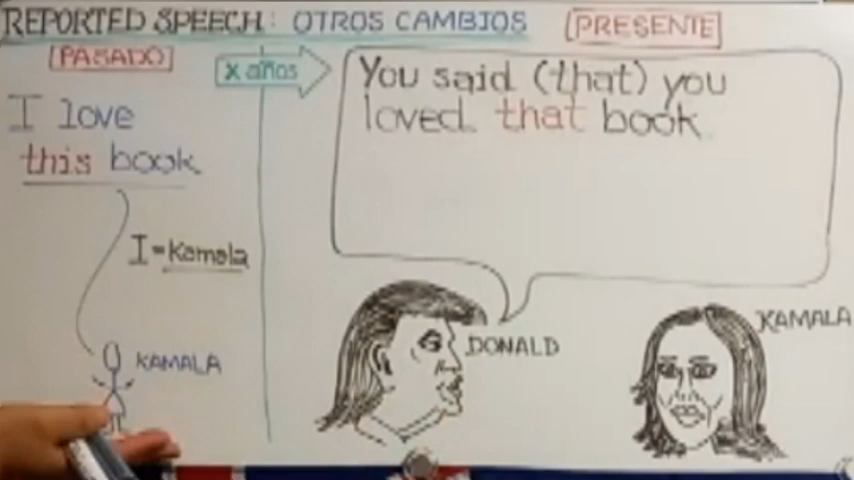 REPORTED SPEECH: OTROS CAMBIOS [PRESENTE]
[PASADO]
x años
I love
this book.
I = Kamala
KAMALA
You said (that) you
loved that book.
DONALD
KAMALA